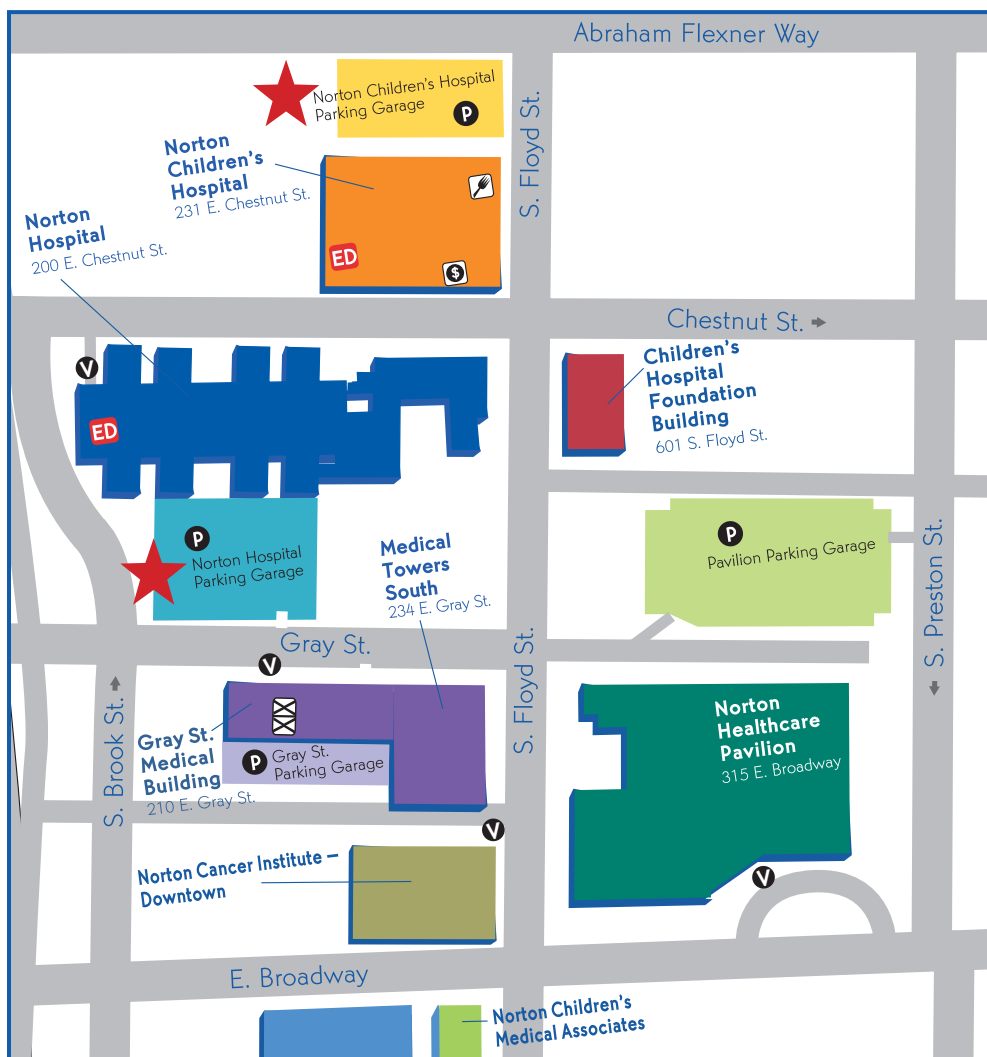 Abraham Flexner Way
Norton Children's Hospital
Parking Garage
P
S. Floyd St.
Norton
Children's
Hospital
231 E. Chestnut St.
Norton
Hospital
200 E. Chestnut St.
ED
$
Chestnut St.
V
ED
Children's
Hospital
Foundation
Building
601 S. Floyd St.
P
Norton Hospital
Parking Garage
Medical
Towers
South
234 E. Gray St.
P
Pavilion Parking Garage
S. Preston St.
Gray St.
V
S. Floyd St.
S. Brook St.
Gray St.
Medical
Building
210 E. Gray St.
P
Gray St.
Parking Garage
Norton
Healthcare
Pavilion
315 E. Broadway
V
Norton Cancer Institute –
Downtown
V
E. Broadway
Norton Children's
Medical Associates